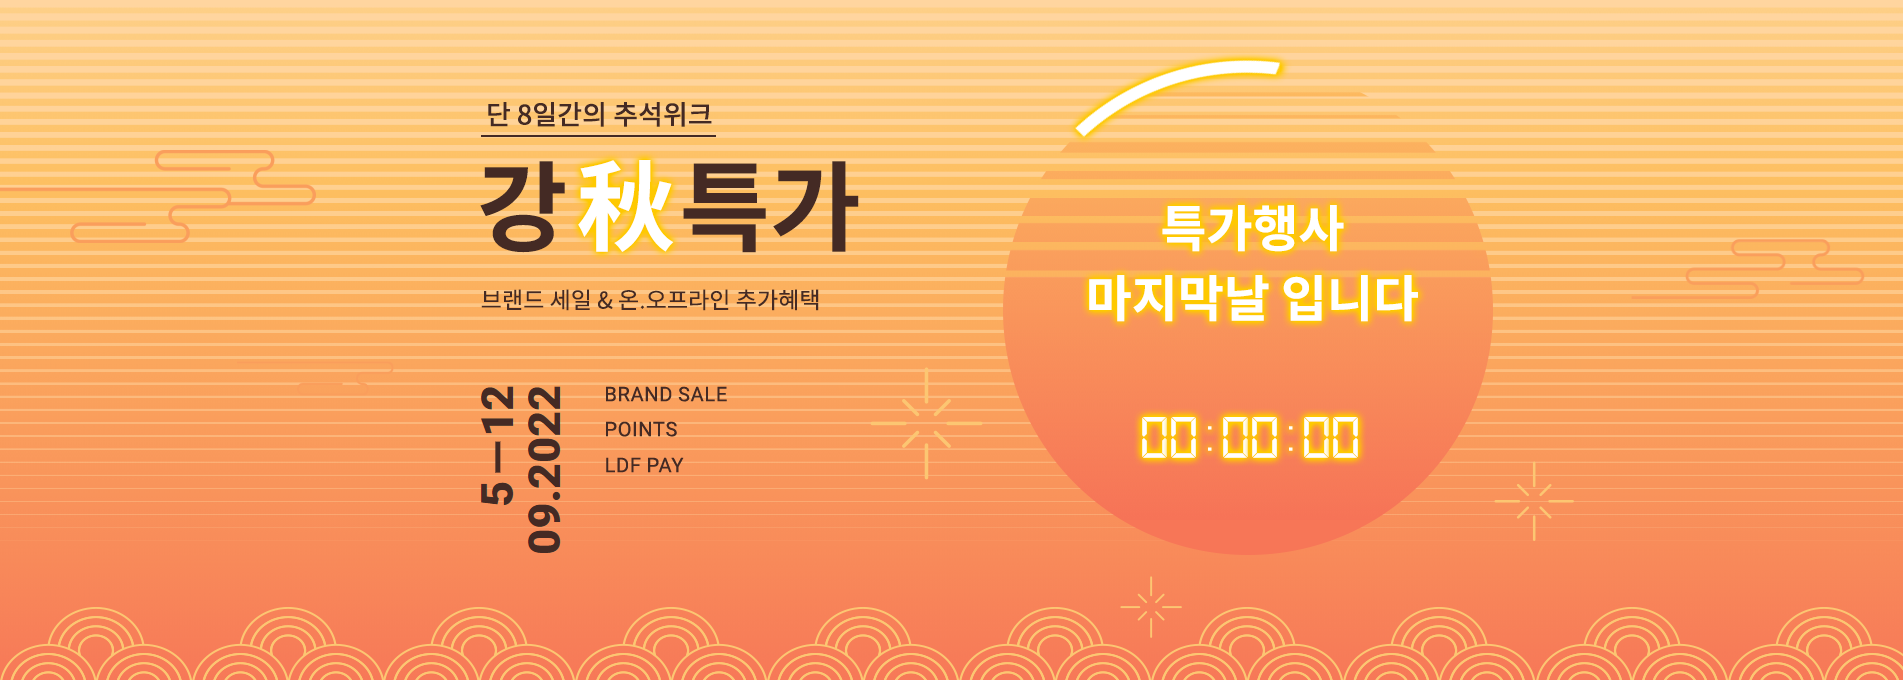 단 8일간의 추석위크
강秋특가
브랜드 세일 & 온.오프라인 추가혜택
5 — 12
09.2022
BRAND SALE
POINTS
LDF PAY
특가행사
마지막날 입니다
00:00:00